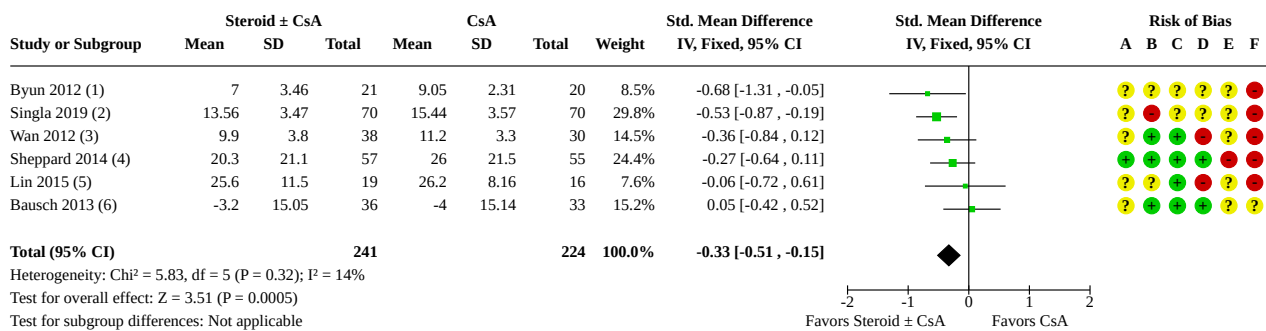 Steroid ± CsA CsA Std. Mean Difference Std. Mean Difference Risk of Bias
Study or Subgroup Mean SD Total Mean SD Total Weight IV, Fixed, 95% CI IV, Fixed, 95% CI A B C D E F
Byun 2012 (1) 7 3.46 21 9.05 2.31 20 8.5% -0.68 [-1.31 , -0.05] ? ? ? ? ? -
Singla 2019 (2) 13.56 3.47 70 15.44 3.57 70 29.8% -0.53 [-0.87 , -0.19] ? - ? ? ? -
Wan 2012 (3) 9.9 3.8 38 11.2 3.3 30 14.5% -0.36 [-0.84 , 0.12] ? + + - ? -
Sheppard 2014 (4) 20.3 21.1 57 26 21.5 55 24.4% -0.27 [-0.64 , 0.11] + + + + - -
Lin 2015 (5) 25.6 11.5 19 26.2 8.16 16 7.6% -0.06 [-0.72 , 0.61] ? ? + - ? -
Bausch 2013 (6) -3.2 15.05 36 -4 15.14 33 15.2% 0.05 [-0.42 , 0.52] ? + + + ? ?
Total (95% CI) 241 224 100.0% -0.33 [-0.51 , -0.15]
Heterogeneity: Chi² = 5.83, df = 5 (P = 0.32); I² = 14%
Test for overall effect: Z = 3.51 (P = 0.0005)
-2 -1 0 1 2
Test for subgroup differences: Not applicable Favors Steroid ± CsA Favors CsA